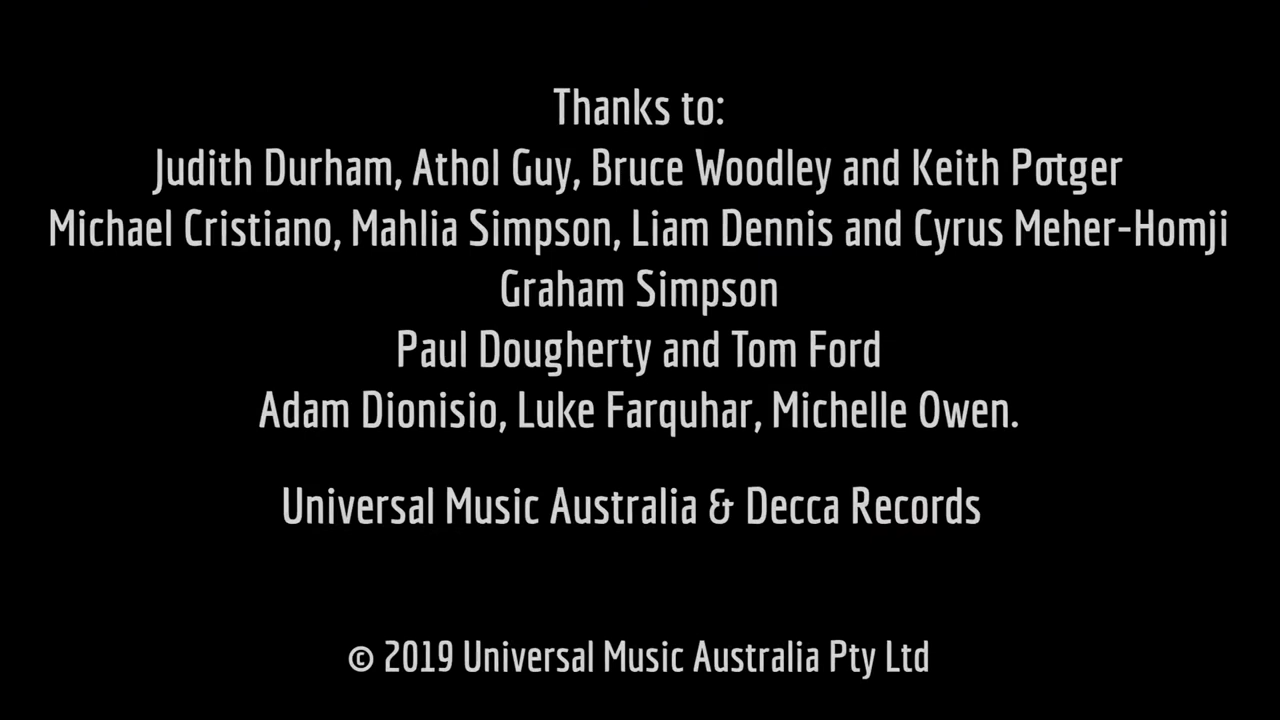 Thanks to:
Judith Durham, Athol Guy, Bruce Woodley and Keith Potger
Michael Cristiano, Mahlia Simpson, Liam Dennis and Cyrus Meher-Homji
Graham Simpson
Paul Dougherty and Tom Ford
Adam Dionisio, Luke Farquhar, Michelle Owen.
Universal Music Australia & Decca Records
© 2019 Universal Music Australia Pty Ltd